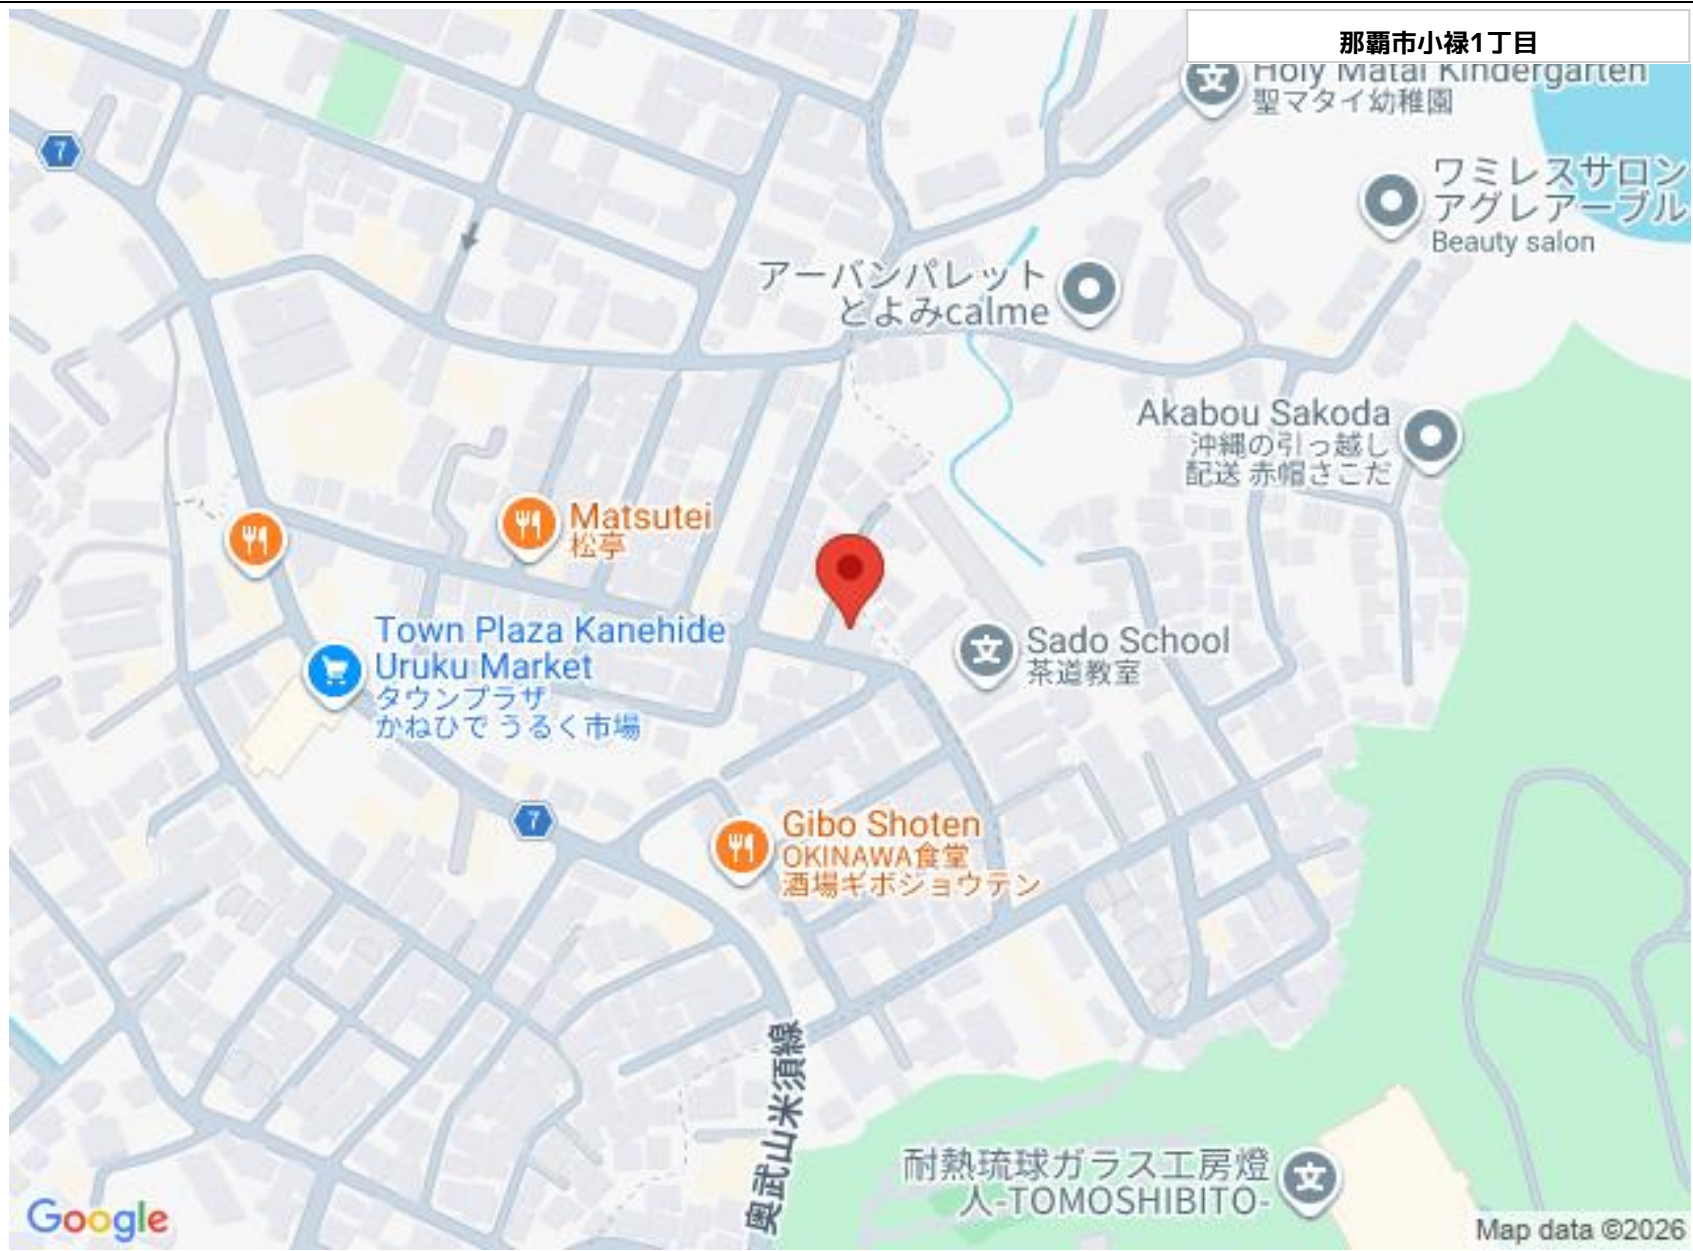 那覇市小禄1丁目
Holy Matai Kindergarten
聖マタイ幼稚園
7
ワミレスサロン
アグレアーブル
Beauty salon
アーバンパレット
とよみcalme
Akabou Sakoda
沖縄の引っ越し
配送 赤帽さこだ
Matsutei
松亭
Town Plaza Kanehide
Uruku Market
タウンプラザ
かねひで うるく市場
Sado School
茶道教室
7
Gibo Shoten
OKINAWA食堂
酒場ギボジョウテン
奥武山米須線
耐熱琉球ガラス工房燈
人-TOMOSHIBITO-
Google
Map data ©2026